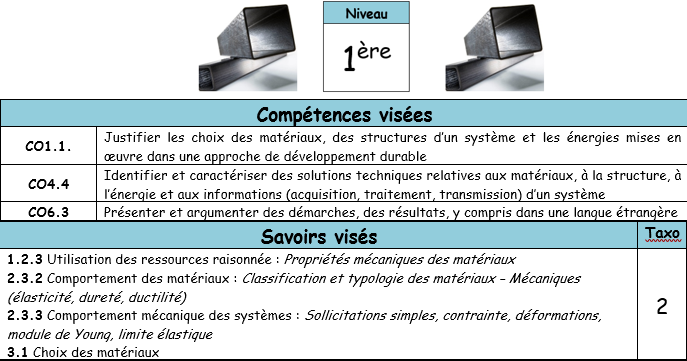 Niveau
1ère
Compétences visées
CO1.1. Justifier les choix des matériaux, des structures d'un système et les énergies mises en
œuvre dans une approche de développement durable
CO4.4 Identifier et caractériser des solutions techniques relatives aux matériaux, à la structure, à
l'énergie et aux informations (acquisition, traitement, transmission) d'un système
CO6.3 Présenter et argumenter des démarches, des résultats, y compris dans une langue étrangère
Savoirs visés Taxo
1.2.3 Utilisation des ressources raisonnée : Propriétés mécaniques des matériaux
2.3.2 Comportement des matériaux : Classification et typologie des matériaux – Mécaniques
(élasticité, dureté, ductilité)
2.3.3 Comportement mécanique des systèmes : Sollicitations simples, contrainte, déformations,
module de Young, limite élastique
3.1 Choix des matériaux
2